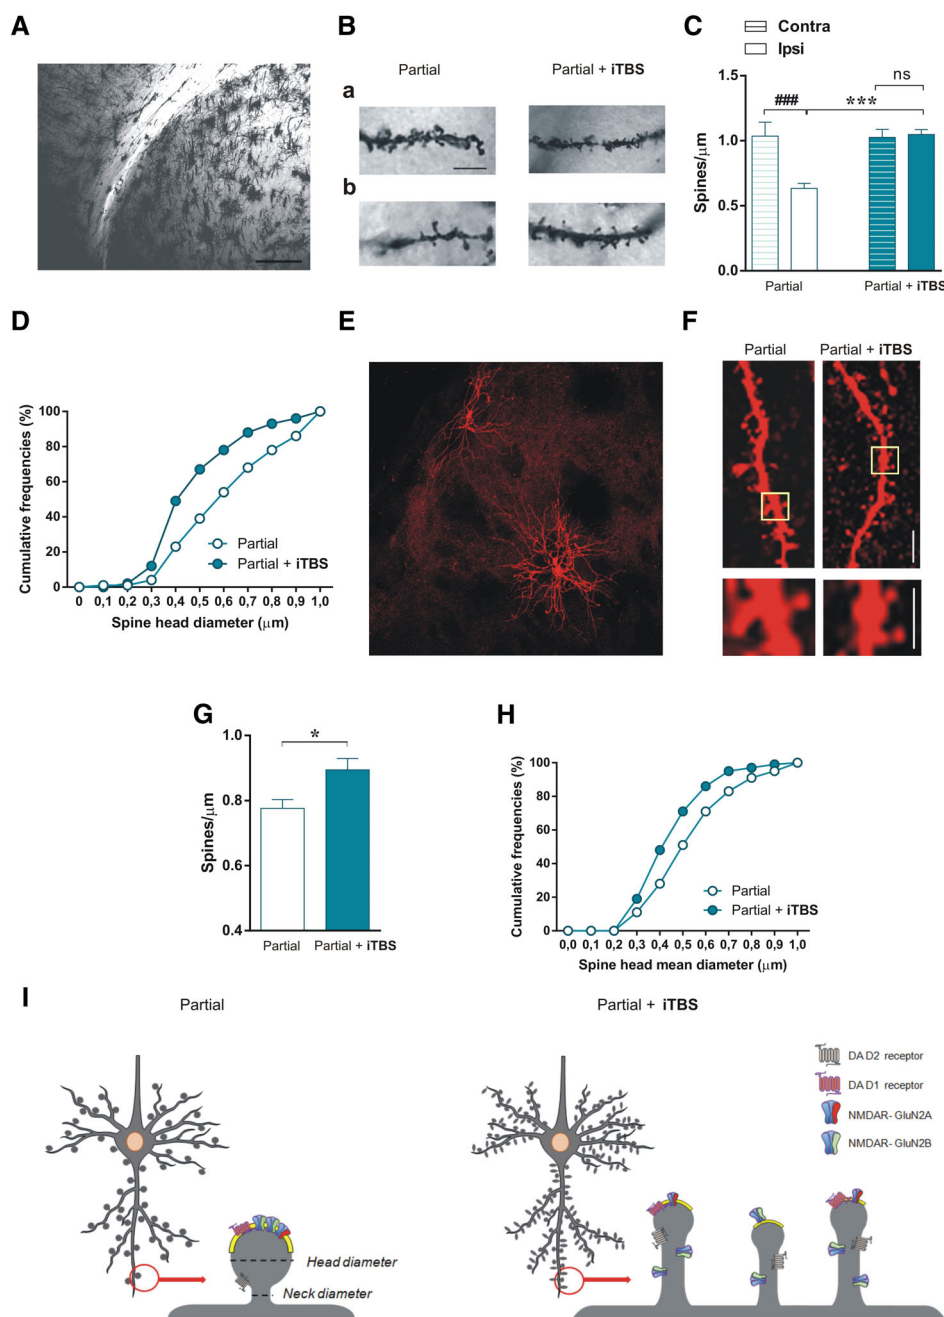 A
B
Partial
Partial + iTBS
a
b
C
Contra
Ipsi
ns
###
***
1.5
1.0
0.5
0.0
Spines/μm
Partial
Partial + iTBS
D
100
80
60
40
20
0
Cumulative frequencies (%)
Partial
Partial + iTBS
0 0,1 0,2 0,3 0,4 0,5 0,6 0,7 0,8 0,9 1,0
Spine head diameter (μm)
E
F
Partial
Partial + iTBS
G
*
1.0
0.8
0.6
0.4
Spines/μm
Partial
Partial + iTBS
H
100
80
60
40
20
0
Cumulative frequencies (%)
Partial
Partial + iTBS
0,0 0,1 0,2 0,3 0,4 0,5 0,6 0,7 0,8 0,9 1,0
Spine head mean diameter (μm)
I
Partial
Partial + iTBS
DA D2 receptor
DA D1 receptor
NMDAR- GluN2A
NMDAR- GluN2B
Head diameter
Neck diameter